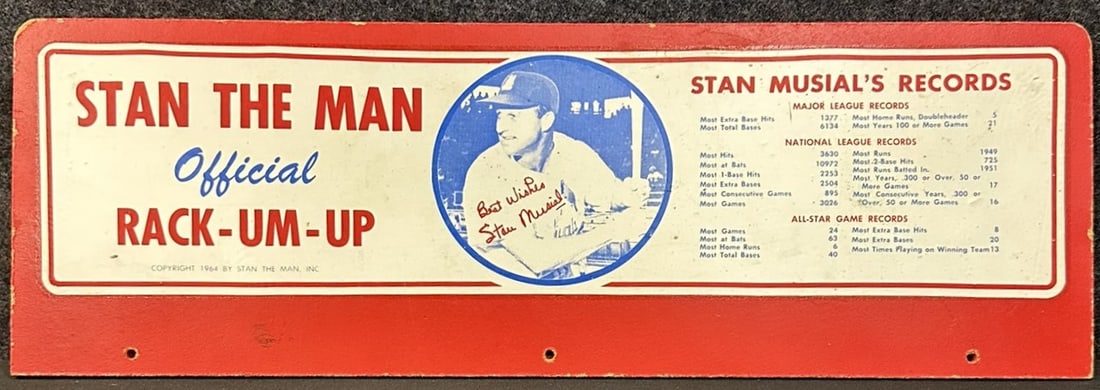 STAN THE MAN
Official
RACK-UM-UP
COPYRIGHT 1964 BY STAN THE MAN, INC
Best Wishes
Stan Musial
STAN MUSIAL'S RECORDS
MAJOR LEAGUE RECORDS
Most Extra Base Hits 1377 Most Home Runs, Doubleheader 5
Most Total Bases 6134 Most Years 100 or More Games 21
NATIONAL LEAGUE RECORDS
Most Hits 3630 Most Runs 1949
Most at Bats 10972 Most 2-Base Hits 725
Most 1-Base Hits 2253 Most Runs Batted In 1951
Most Extra Bases 2504 Most Years, .300 or Over, 50 or More Games 17
Most Consecutive Games 895 Most Consecutive Years, .300 or Over, 50 or More Games 16
Most Games 3026
ALL-STAR GAME RECORDS
Most Games 24 Most Extra Base Hits 8
Most at Bats 63 Most Extra Bases 20
Most Home Runs 6 Most Times Playing on Winning Team 13
Most Total Bases 40